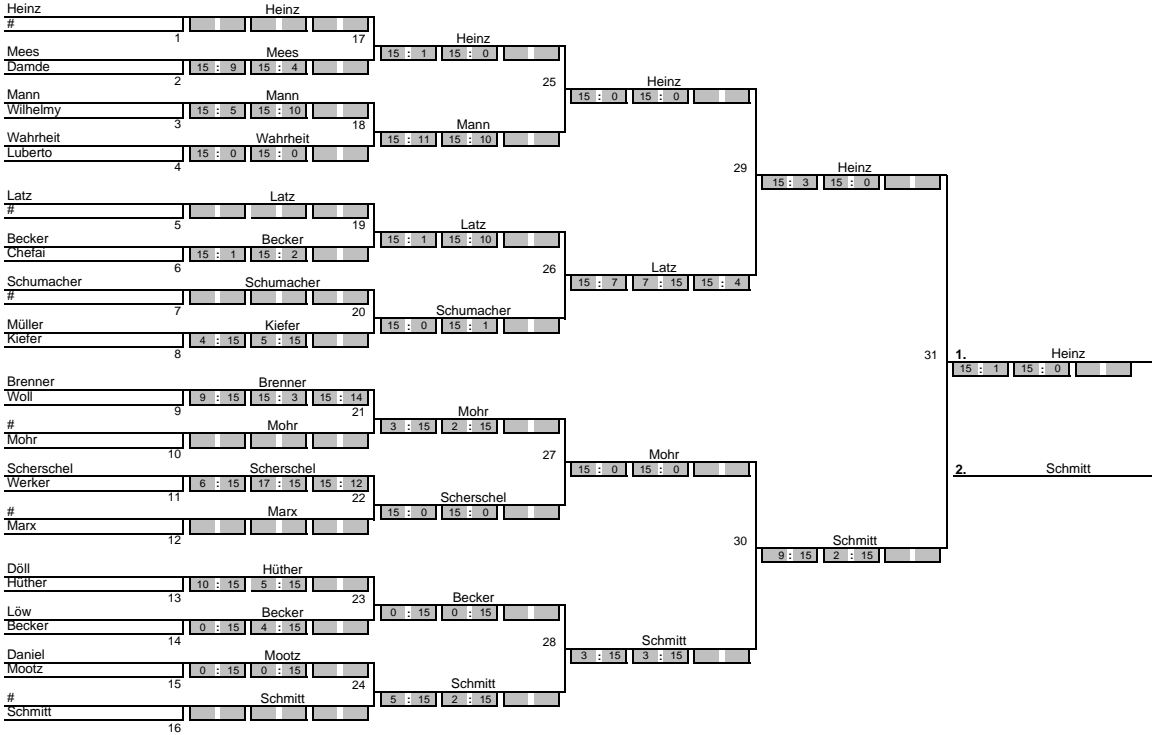 Heinz Heinz
#
1 17 Heinz
Mees Mees 15 : 1 15 : 0
Damde 15 : 9 15 : 4
2 25 Heinz
Mann Mann 15 : 0 15 : 0
Wilhelmy 15 : 5 15 : 10
3 18 Mann
Wahrheit Wahrheit 15 : 11 15 : 10
Luberto 15 : 0 15 : 0
4 29 Heinz
15 : 3 15 : 0
Latz Latz
#
5 19 Latz
Becker Becker 15 : 1 15 : 10
Chefai 15 : 1 15 : 2
6 26 Latz
Schumacher Schumacher 15 : 7 7 : 15 15 : 4
#
7 20 Schumacher
Müller Kiefer 15 : 0 15 : 1
Kiefer 4 : 15 5 : 15
8 31 1. Heinz
15 : 1 15 : 0
Brenner Brenner
Woll 9 : 15 15 : 3 15 : 14
9 21 Mohr
# Mohr 3 : 15 2 : 15
Mohr
10 27 Mohr
Scherschel Scherschel 15 : 0 15 : 0 2. Schmitt
Werker 6 : 15 17 : 15 15 : 12
11 22 Scherschel
# Marx 15 : 0 15 : 0
Marx
12 30 Schmitt
9 : 15 2 : 15
Döll Hüther
Hüther 10 : 15 5 : 15
13 23 Becker
Löw Becker 0 : 15 0 : 15
Becker 0 : 15 4 : 15
14 28 Schmitt
Daniel Mootz 3 : 15 3 : 15
Mootz 0 : 15 0 : 15
15 24 Schmitt
# Schmitt 5 : 15 2 : 15
Schmitt
16